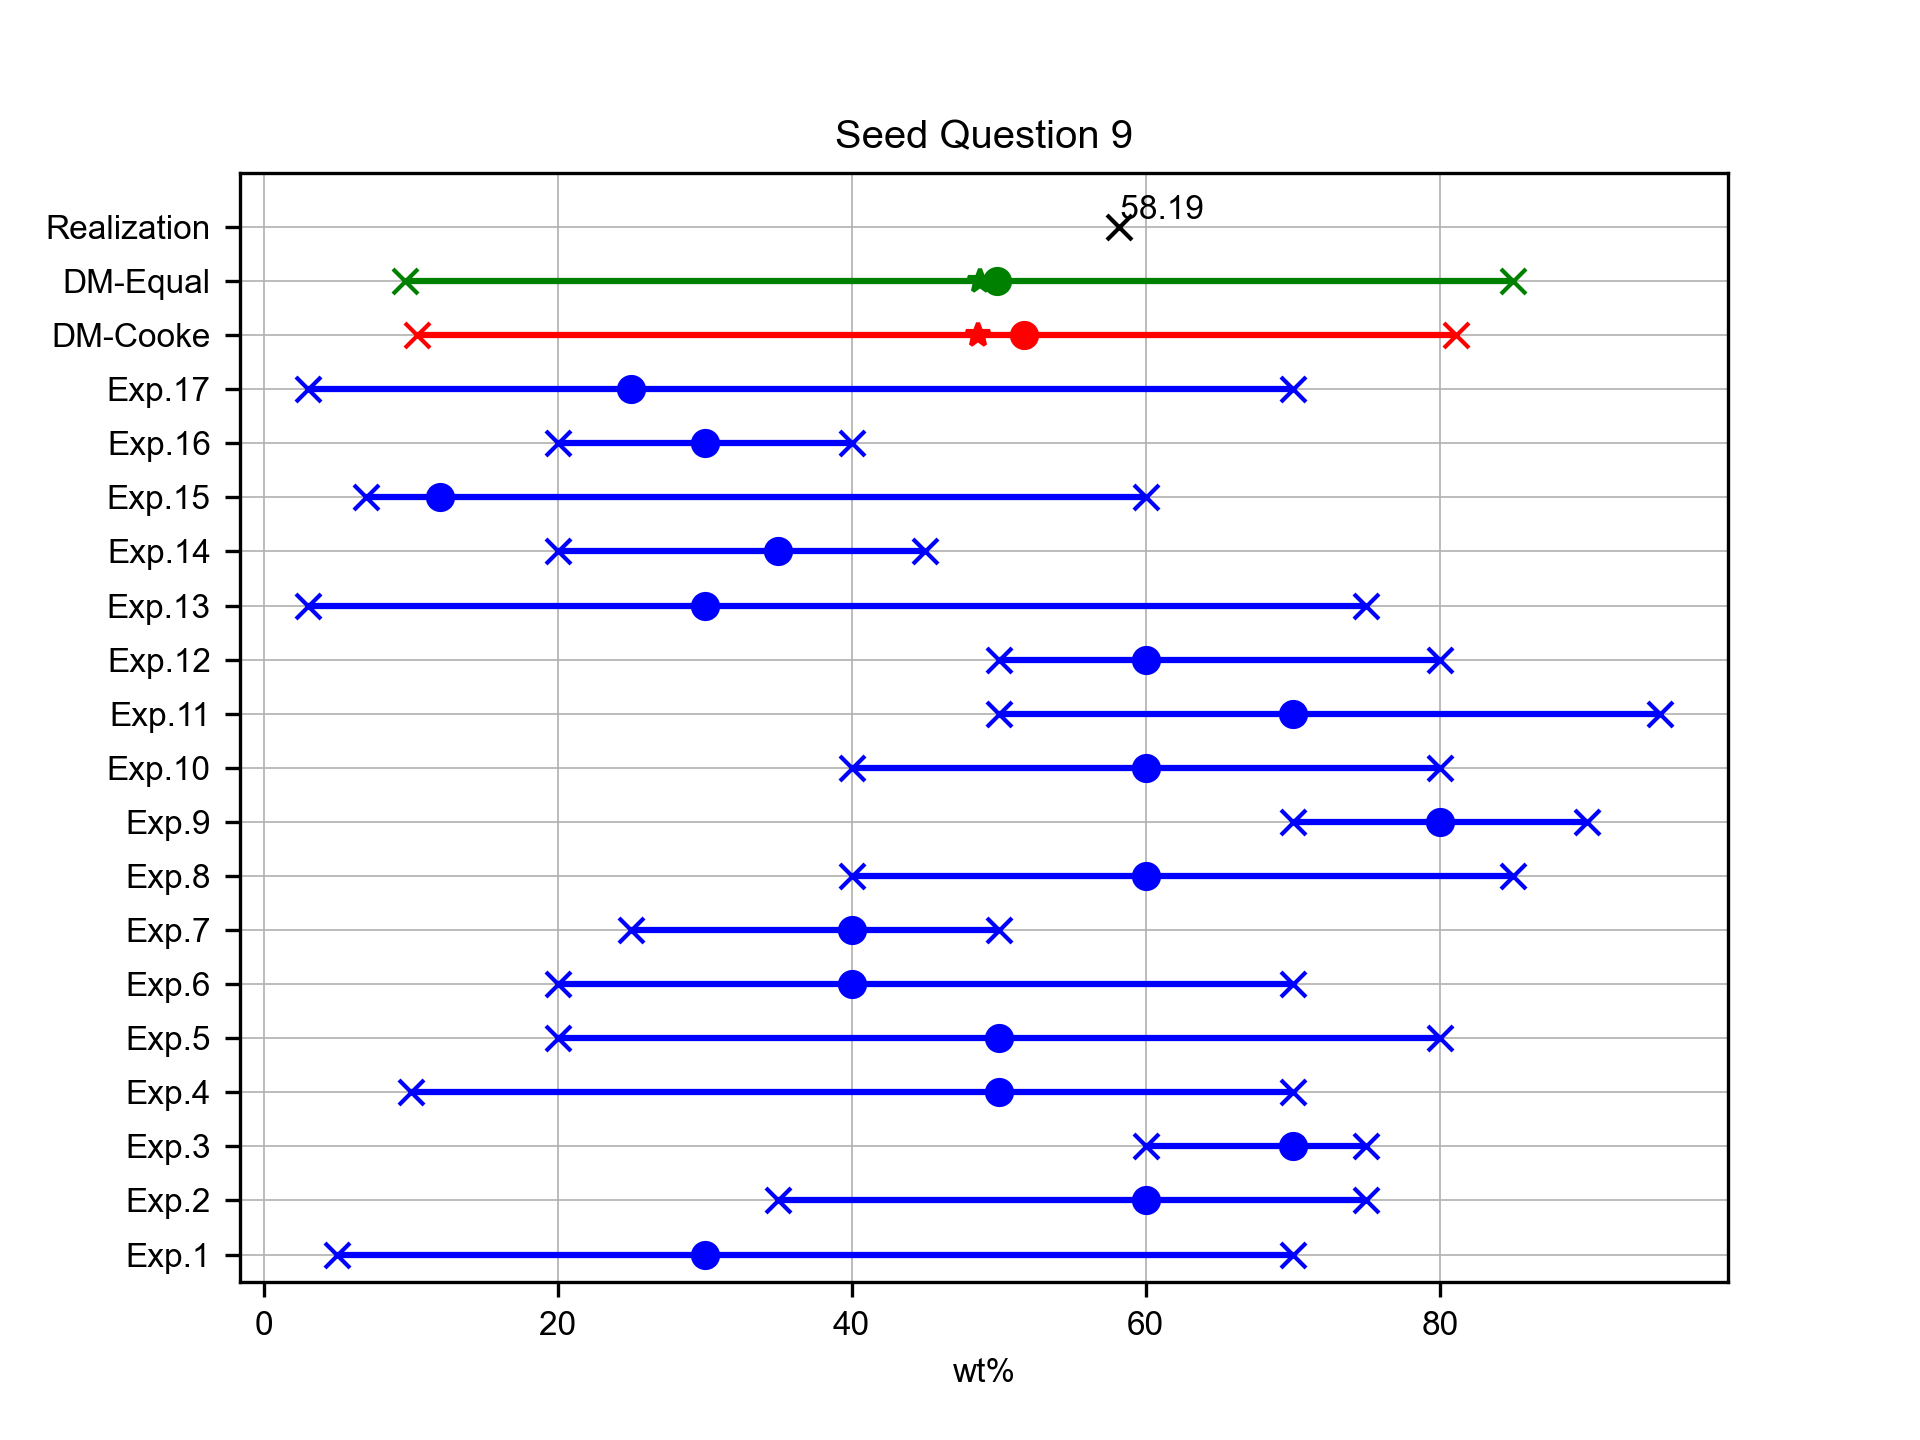 Seed Question 9
58.19
Realization
DM-Equal
DM-Cooke
Exp.17
Exp.16
Exp.15
Exp.14
Exp.13
Exp.12
Exp.11
Exp.10
Exp.9
Exp.8
Exp.7
Exp.6
Exp.5
Exp.4
Exp.3
Exp.2
Exp.1
0 20 40 60 80
wt%